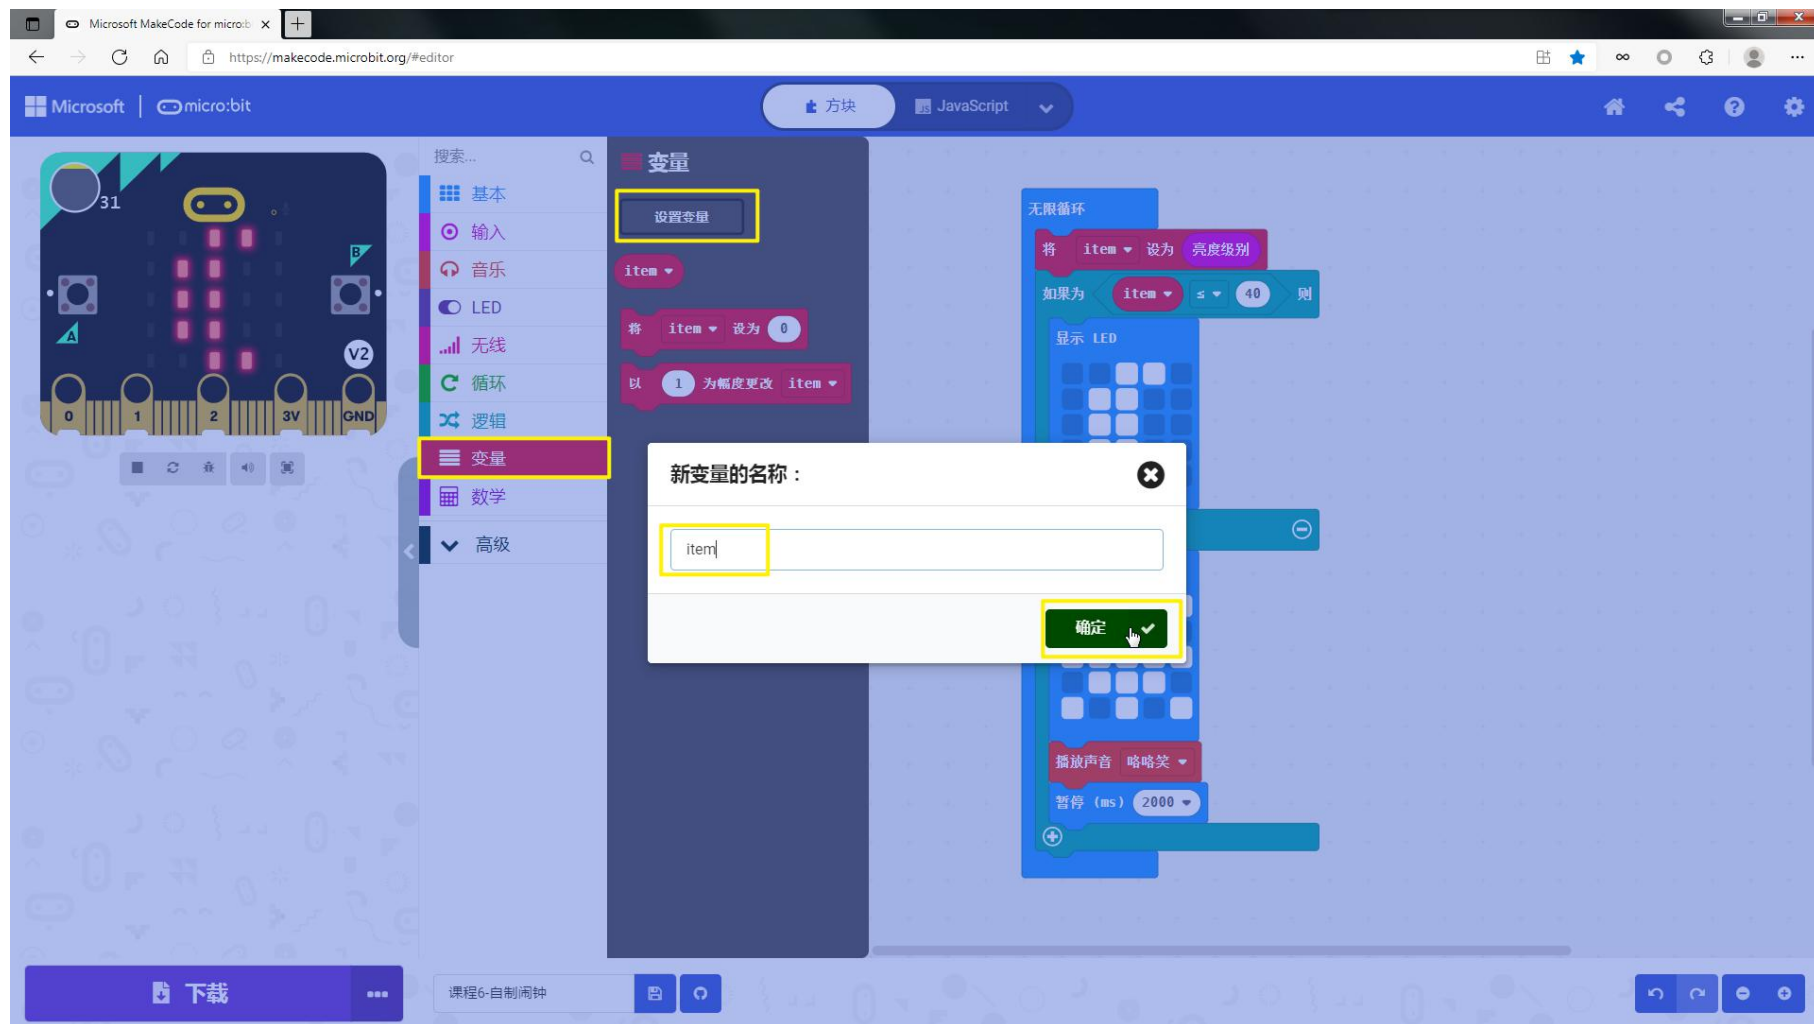 Microsoft MakeCode for micro:b
https://makecode.microbit.org/#editor
Microsoft | micro:bit
方块
JS JavaScript
31
B
A
V2
0 1 2 3V GND
搜索...
基本
输入
音乐
LED
无线
循环
逻辑
变量
数学
高级
变量
设置变量
item
将 item 设为 0
以 1 为幅度更改 item
无限循环
将 item 设为 亮度级别
如果为 item ≤ 40 则
显示 LED
新变量的名称：
item
确定
播放声音 咯咯笑
暂停 (ms) 2000
下载
课程6-自制闹钟